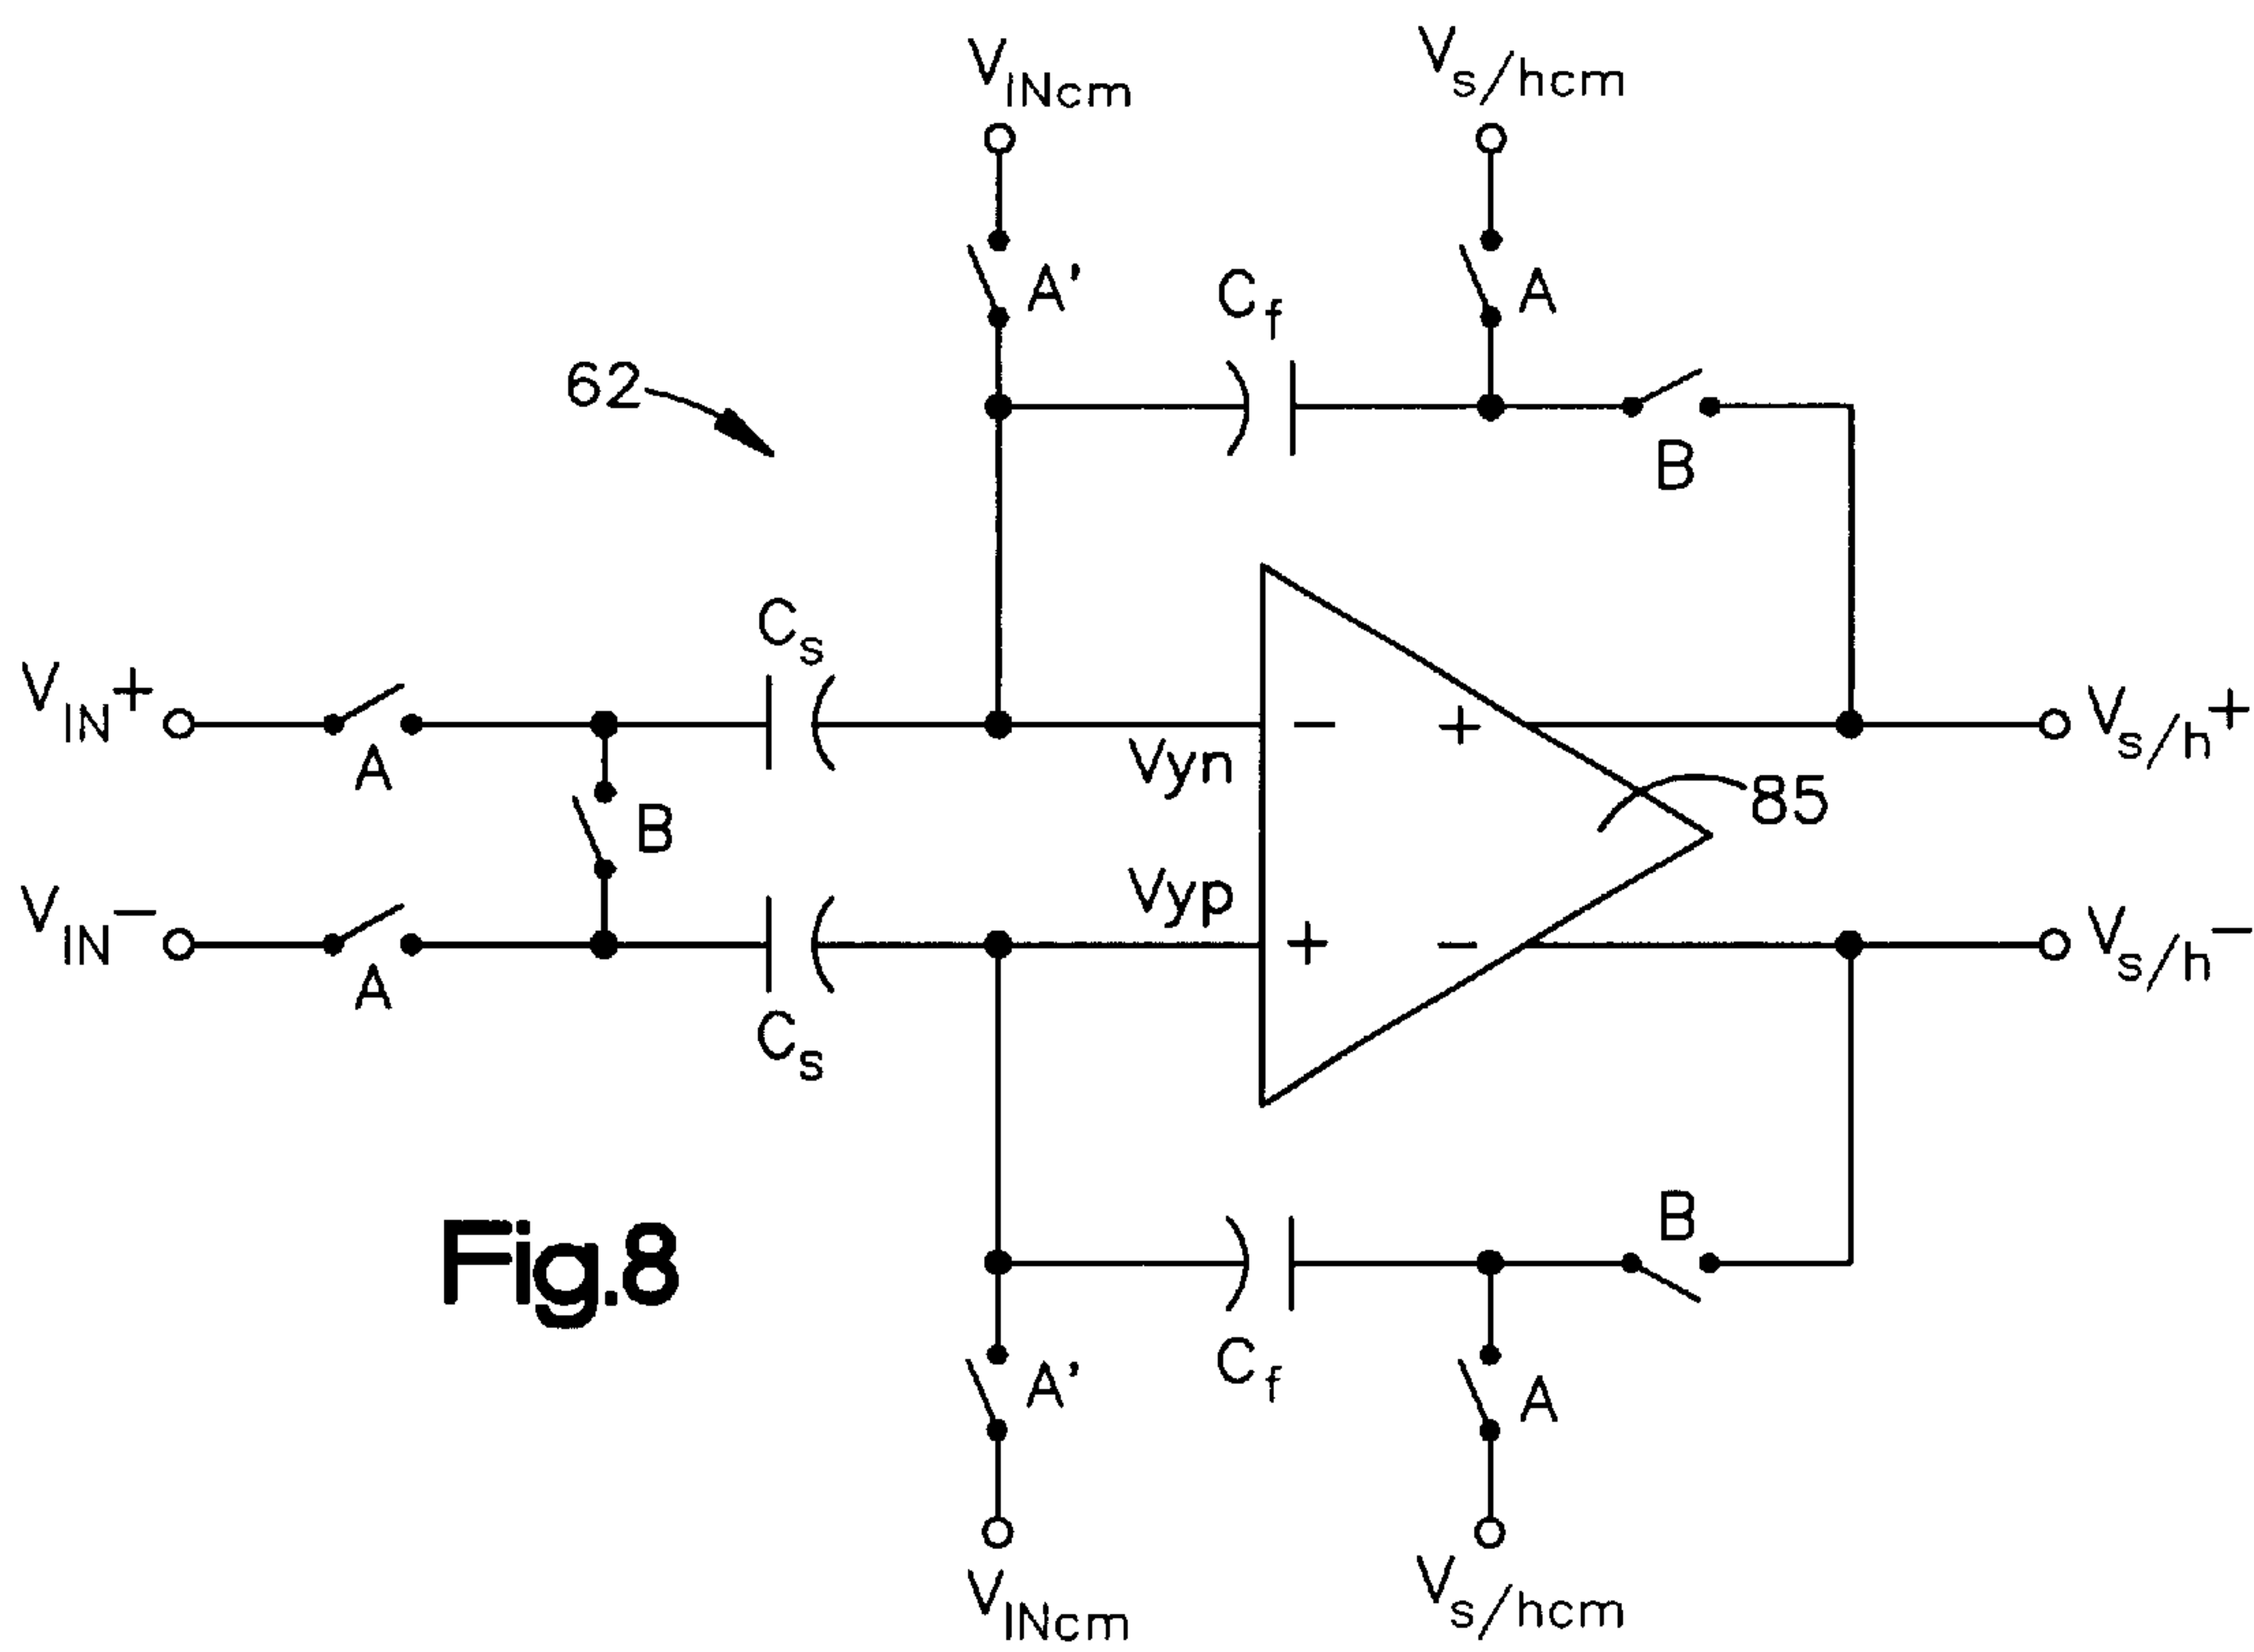 V_INcm
V_s/hcm
A'
A
C_f
62
B
C_s
V_IN+
A
Vyn
- +
V_s/h+
85
B
V_IN-
A
Vyp
+ -
V_s/h-
C_s
B
Fig.8
C_f
A'
A
V_INcm
V_s/hcm